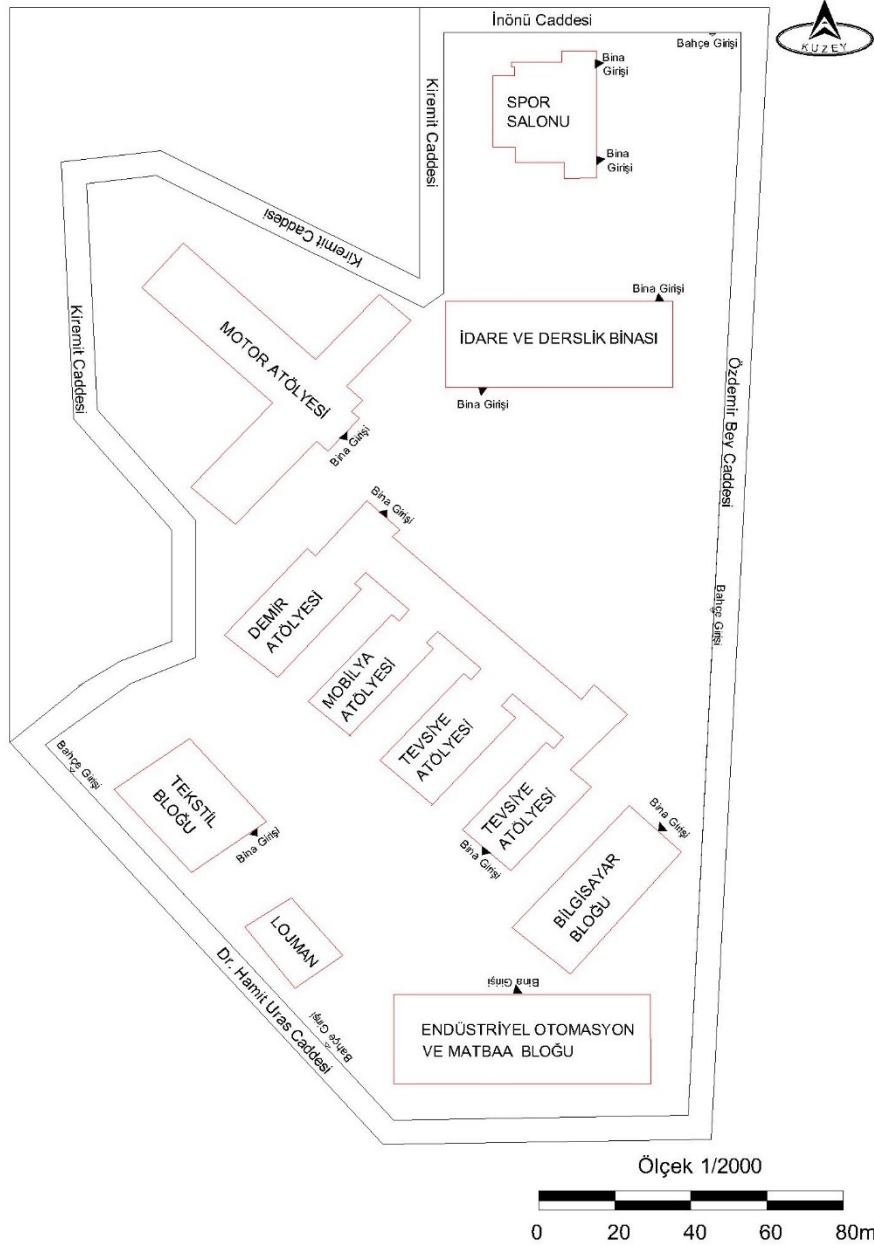 İnönü Caddesi
Bahçe Girişi
KUZEY
Bina
Girişi
SPOR
SALONU
Bina
Girişi
Kiremit Caddesi
Kiremit Caddesi
Kiremit Caddesi
Bina Girişi
İDARE VE DERSLİK BİNASI
Bina Girişi
MOTOR ATÖLYESİ
Bina Girişi
Özdemir Bey Caddesi
Bina Girişi
Bahçe Girişi
DEMİR
ATÖLYESİ
MOBİLYA
ATÖLYESİ
TEVSİYE
ATÖLYESİ
TEVSİYE
ATÖLYESİ
Bina Girişi
Bahçe Girişi
TEKSTİL
BLOĞU
Bina Girişi
Bina Girişi
BİLGİSAYAR
BLOĞU
LOJMAN
Dr. Hamit Uras Caddesi
Bahçe Girişi
Bina Girişi
ENDÜSTRİYEL OTOMASYON
VE MATBAA BLOĞU
Ölçek 1/2000
0 20 40 60 80m